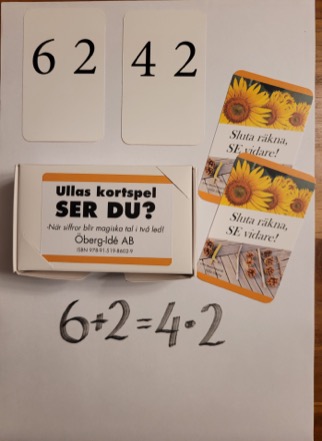 6 2
4 2
Sluta räkna,
SE vidare!
Ullas kortspel
SER DU?
-När siffror blir magiska tal i två led!
Öberg-Idé AB
Sluta räkna,
SE vidare!
6+2=4·2